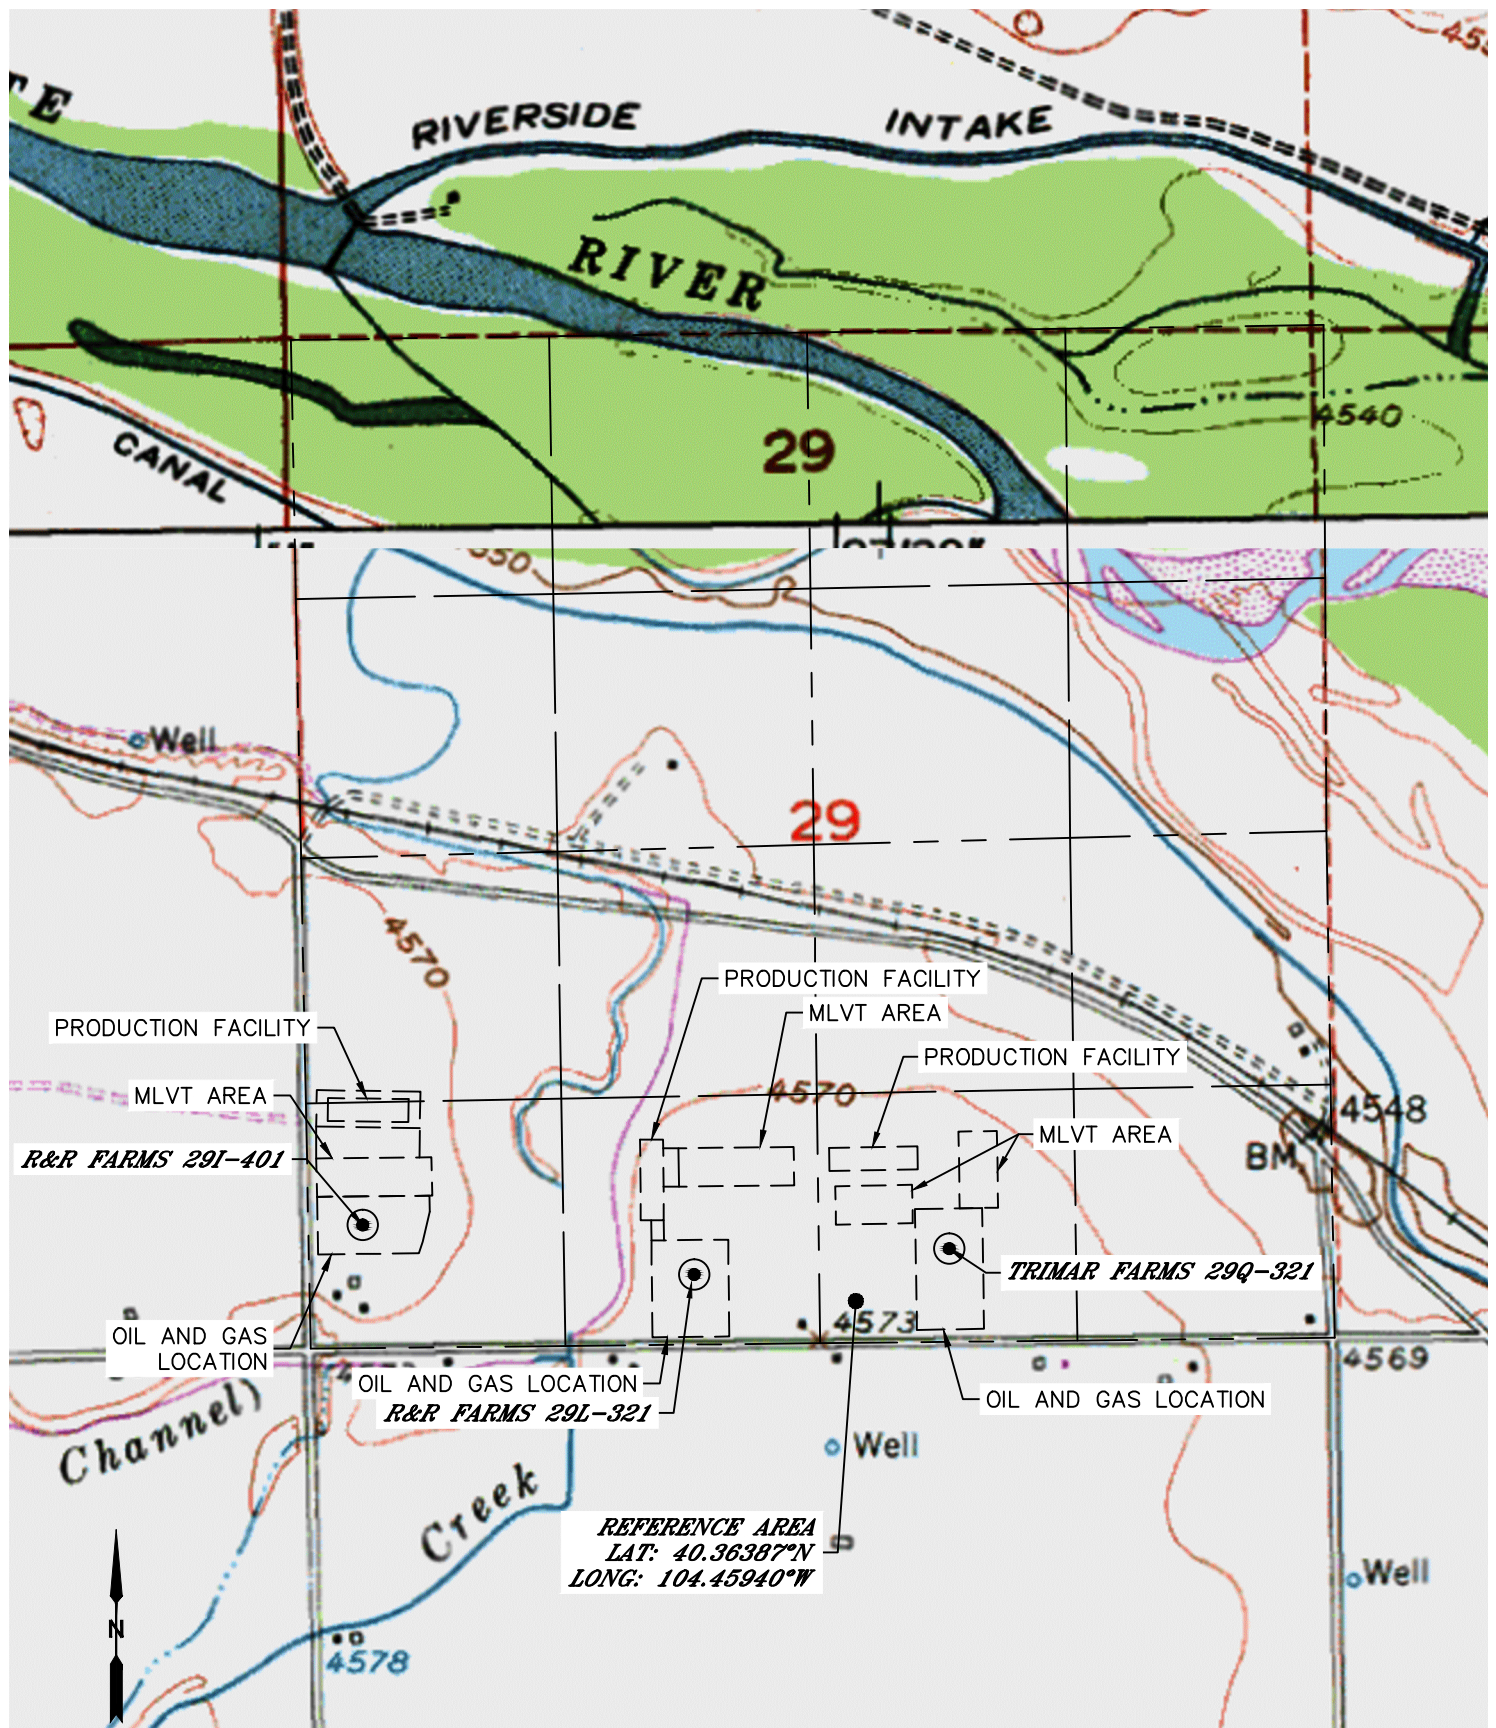 TE
RIVERSIDE
INTAKE
RIVER
CANAL
29
4540
Well
29
4570
PRODUCTION FACILITY
MLVT AREA
PRODUCTION FACILITY
PRODUCTION FACILITY
MLVT AREA
4570
4548
MLVT AREA
BM
R&R FARMS 29I-401
TRIMAR FARMS 29Q-321
4573
OIL AND GAS
LOCATION
4569
OIL AND GAS LOCATION
OIL AND GAS LOCATION
R&R FARMS 29L-321
Channel)
Well
Creek
REFERENCE AREA
LAT: 40.36387°N
LONG: 104.45940°W
Well
N
4578